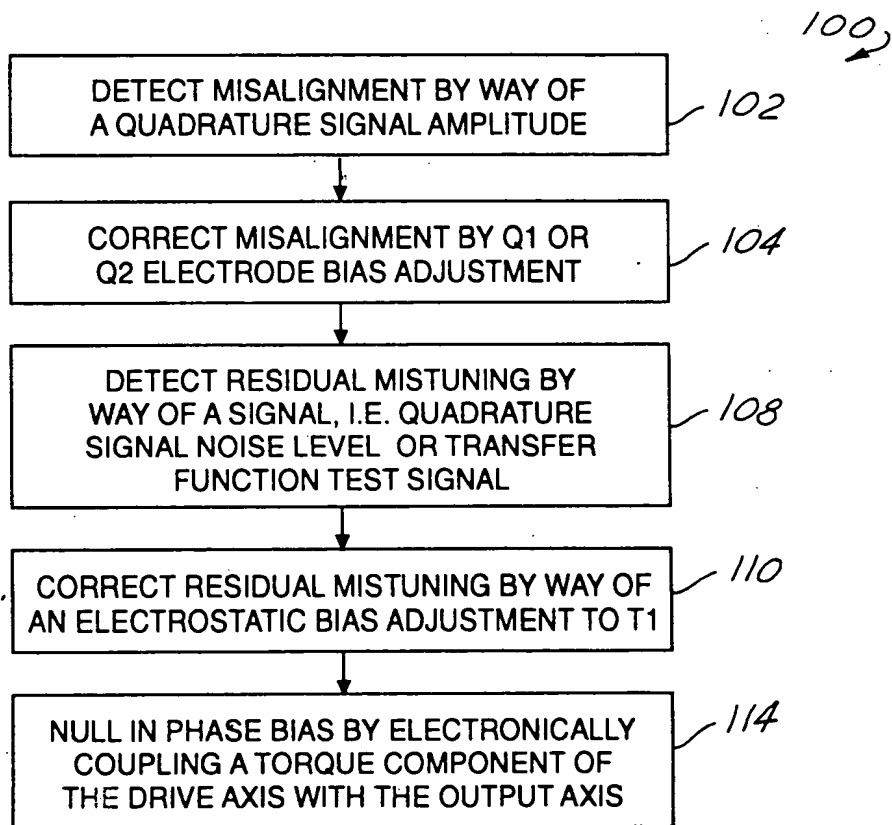 100
DETECT MISALIGNMENT BY WAY OF
A QUADRATURE SIGNAL AMPLITUDE
102
CORRECT MISALIGNMENT BY Q1 OR
Q2 ELECTRODE BIAS ADJUSTMENT
104
DETECT RESIDUAL MISTUNING BY
WAY OF A SIGNAL, I.E. QUADRATURE
SIGNAL NOISE LEVEL OR TRANSFER
FUNCTION TEST SIGNAL
108
CORRECT RESIDUAL MISTUNING BY WAY OF
AN ELECTROSTATIC BIAS ADJUSTMENT TO T1
110
NULL IN PHASE BIAS BY ELECTRONICALLY
COUPLING A TORQUE COMPONENT OF
THE DRIVE AXIS WITH THE OUTPUT AXIS
114